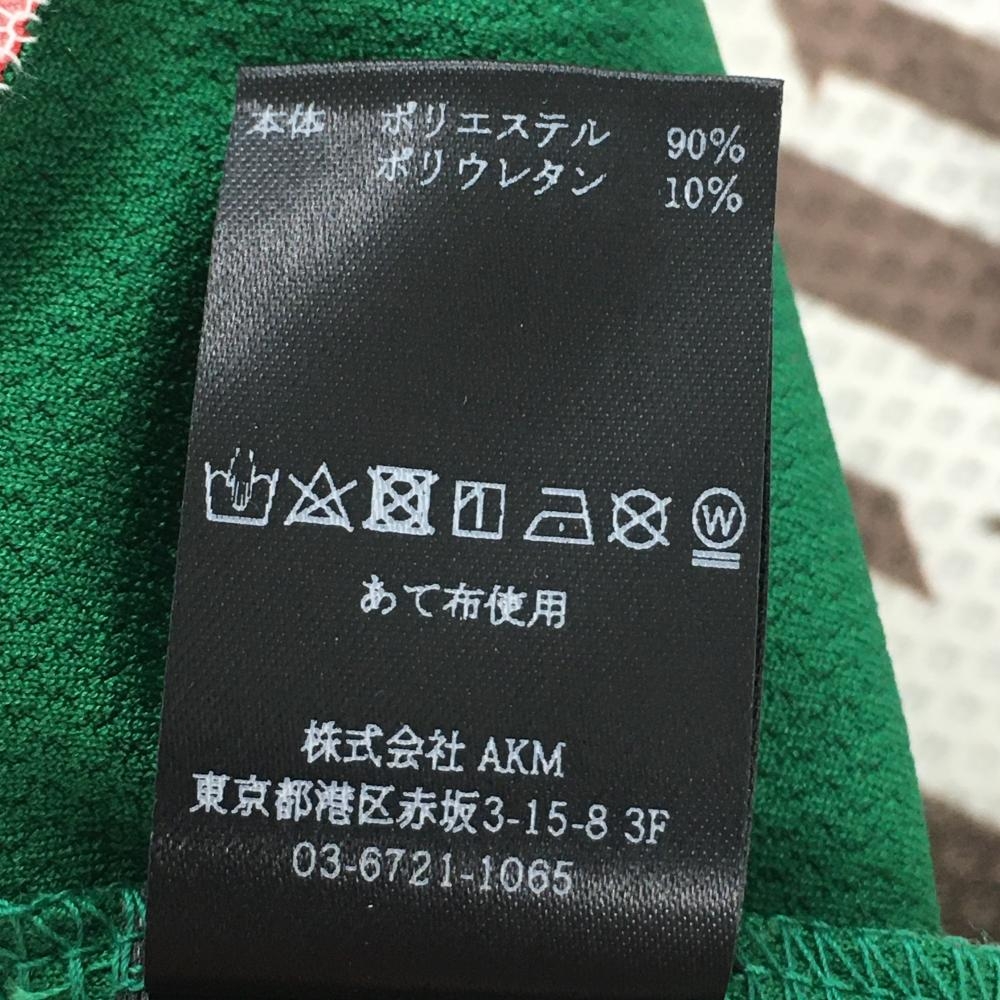 本体 ポリエステル 90%
ポリウレタン 10%
W
あて布使用
株式会社 AKM
東京都港区赤坂3-15-8 3F
03-6721-1065